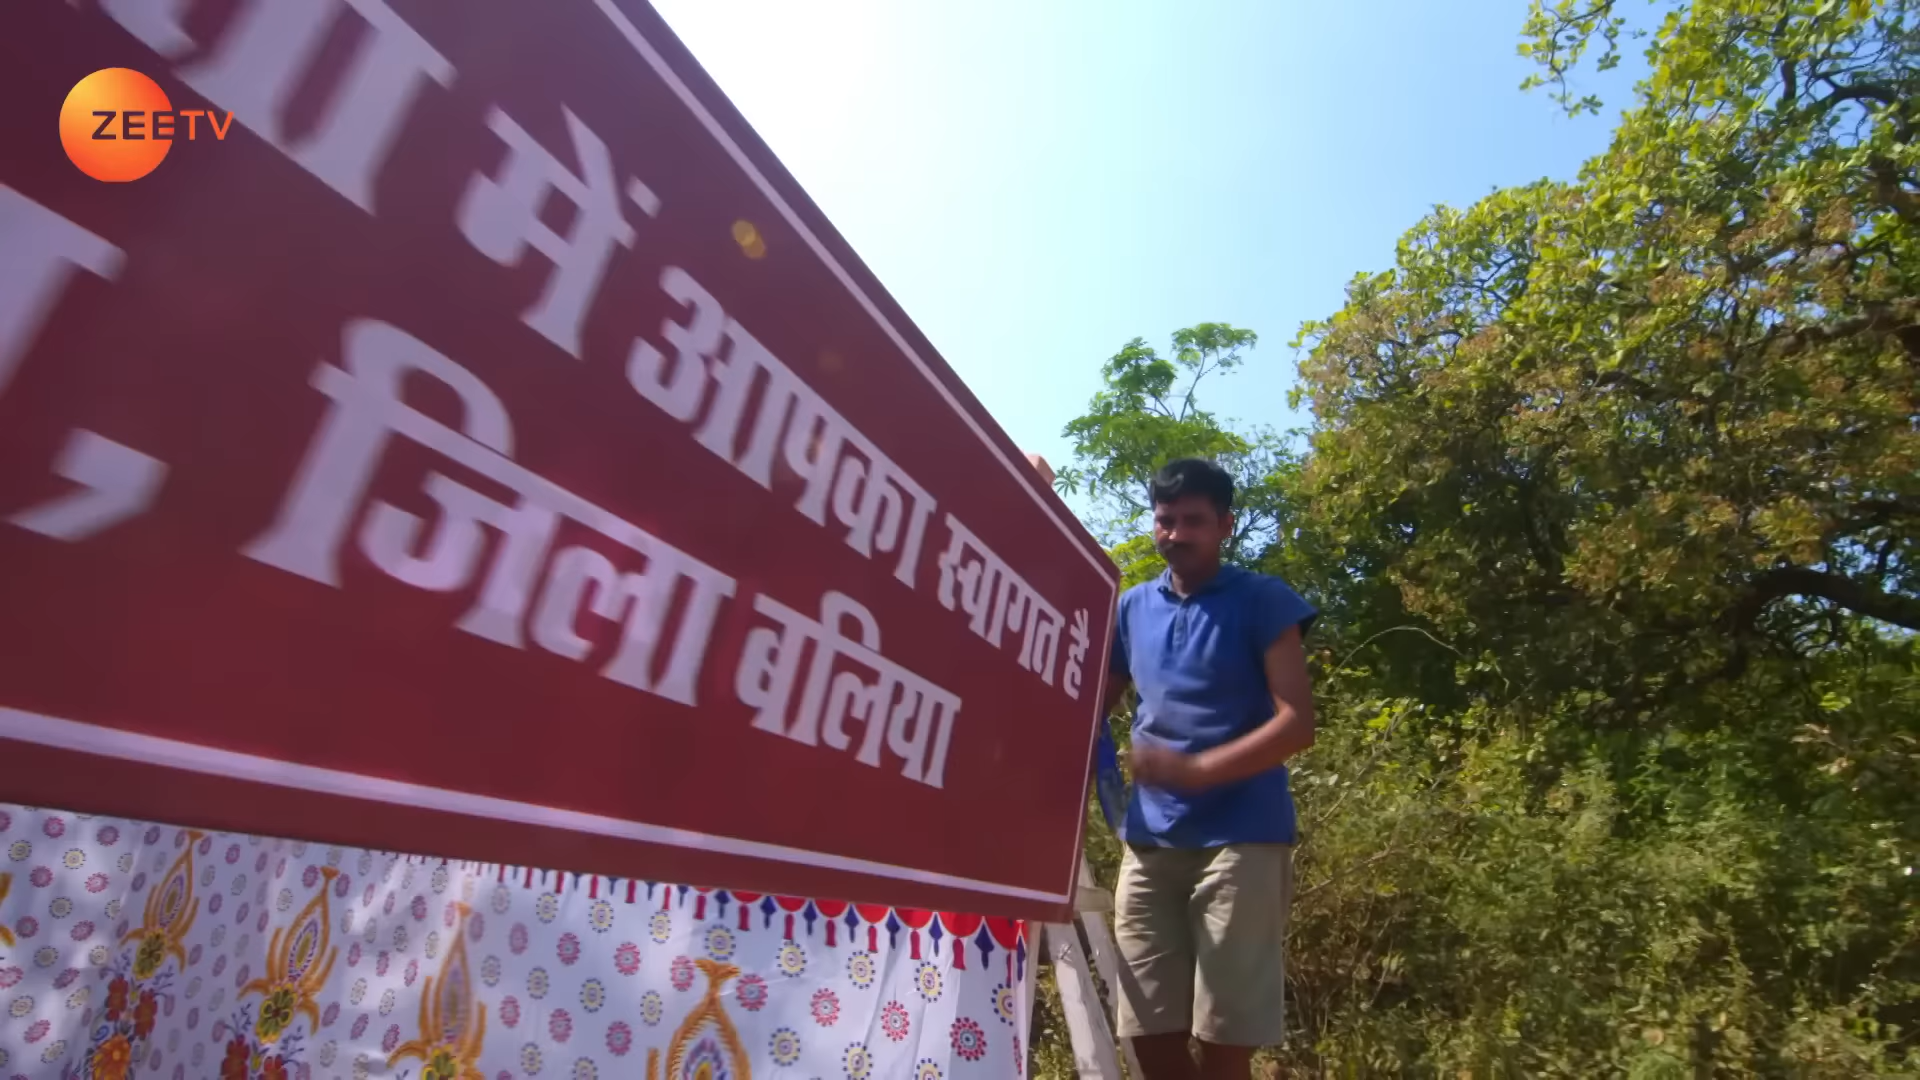 ZEETV
में आपका स्वागत है
, जिला बलिया